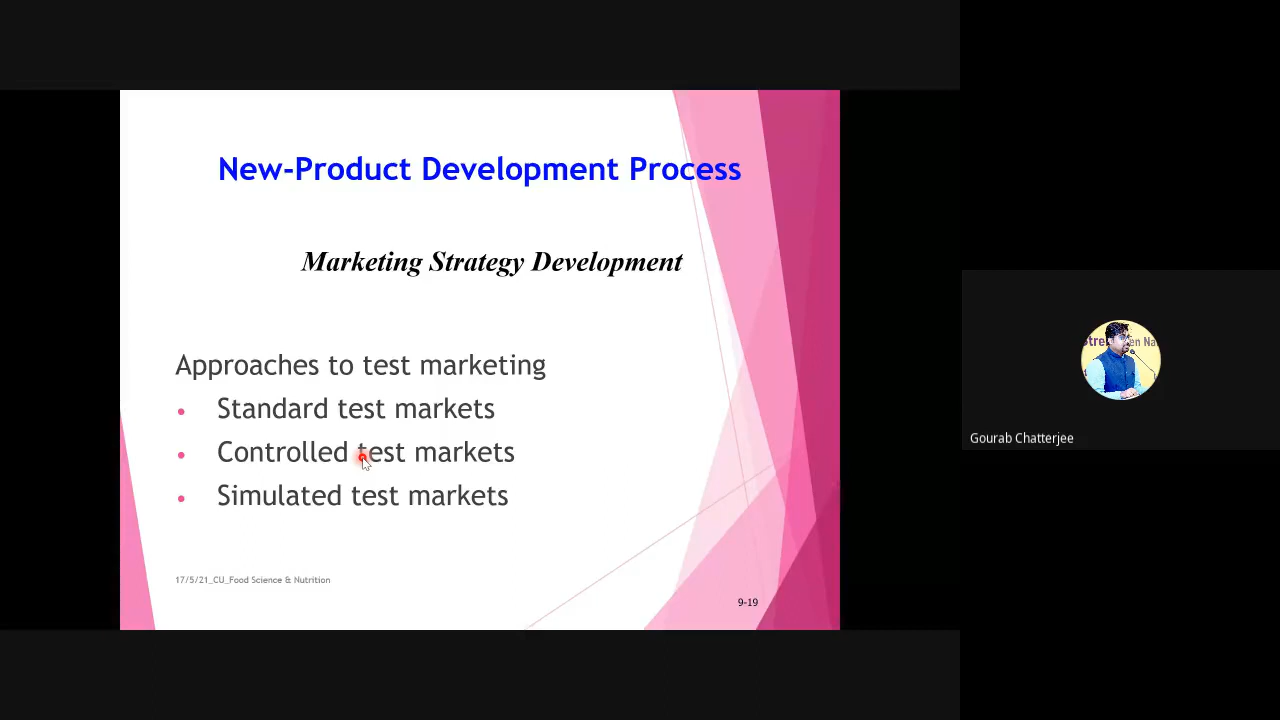 New-Product Development Process
Marketing Strategy Development
Approaches to test marketing
• Standard test markets
• Controlled test markets
• Simulated test markets
17/5/21_CU_Food Science & Nutrition
9-19
Gourab Chatterjee